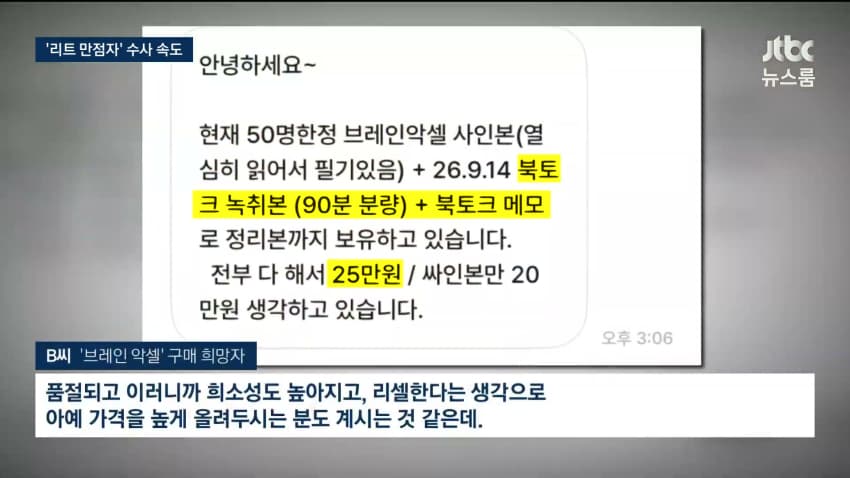 '리트 만점자' 수사 속도
jtbc
뉴스룸
안녕하세요~
현재 50명한정 브레인악셀 사인본(열
심히 읽어서 필기있음) + 26.9.14 북토
크 녹취본 (90분 분량) + 북토크 메모
로 정리본까지 보유하고 있습니다.
전부 다 해서 25만원 / 싸인본만 20
만원 생각하고 있습니다.
오후 3:06
B씨 '브레인 악셀' 구매 희망자
품절되고 이러니까 희소성도 높아지고, 리셀한다는 생각으로
아예 가격을 높게 올려두시는 분도 계시는 것 같은데.